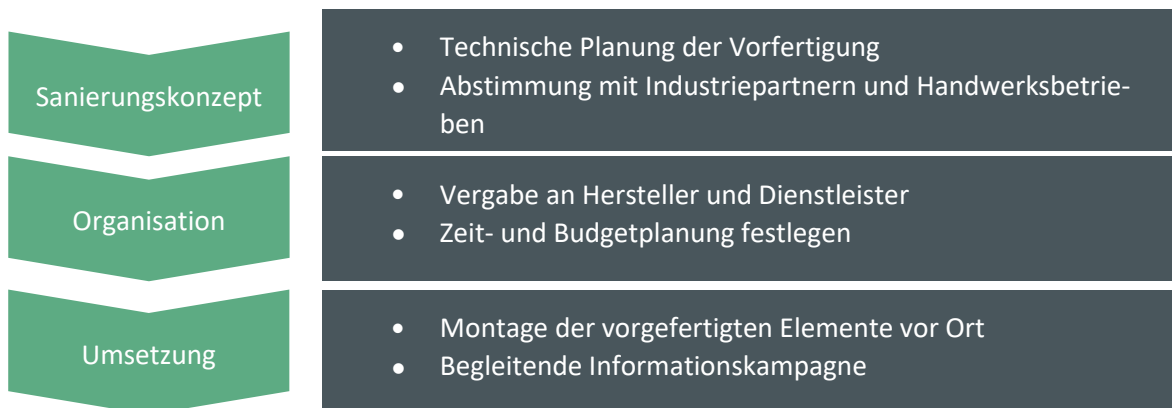 Sanierungskonzept
• Technische Planung der Vorfertigung
• Abstimmung mit Industriepartnern und Handwerksbetrie-
ben
Organisation
• Vergabe an Hersteller und Dienstleister
• Zeit- und Budgetplanung festlegen
Umsetzung
• Montage der vorgefertigten Elemente vor Ort
• Begleitende Informationskampagne